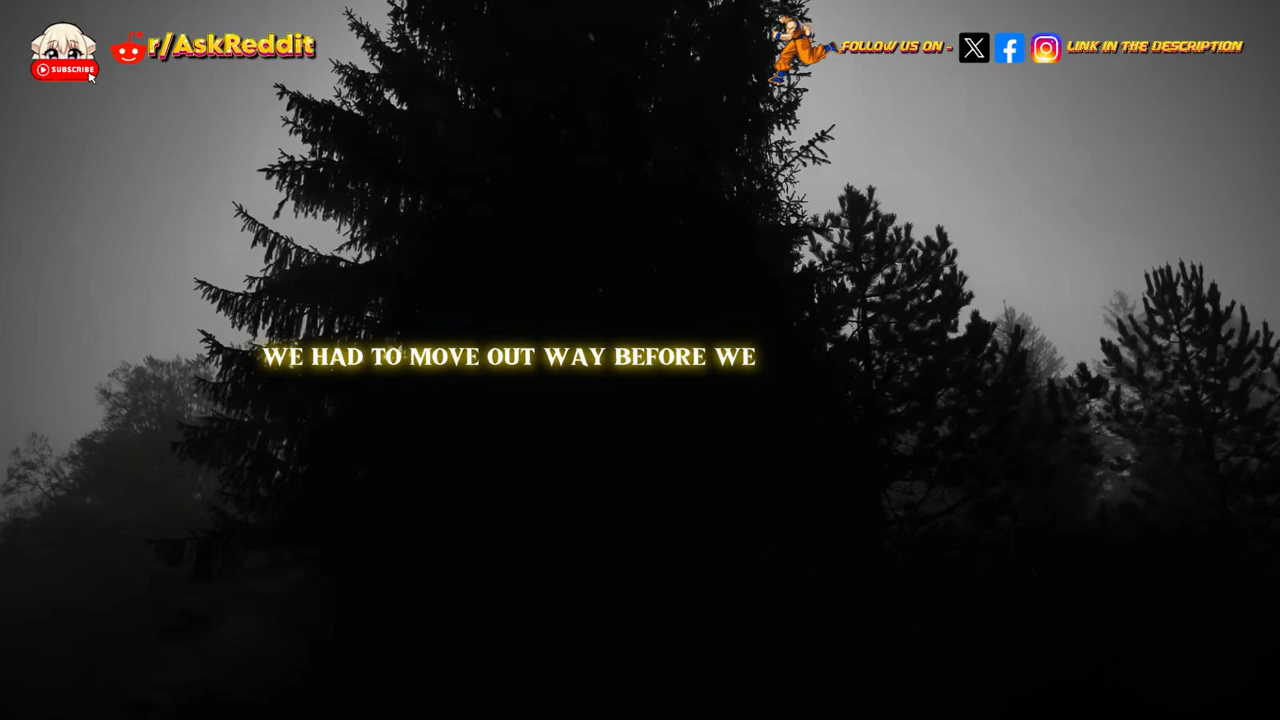 SUBSCRIBE
r/AskReddit
FOLLOW US ON -
LINK IN THE DESCRIPTION
WE HAD TO MOVE OUT WAY BEFORE WE